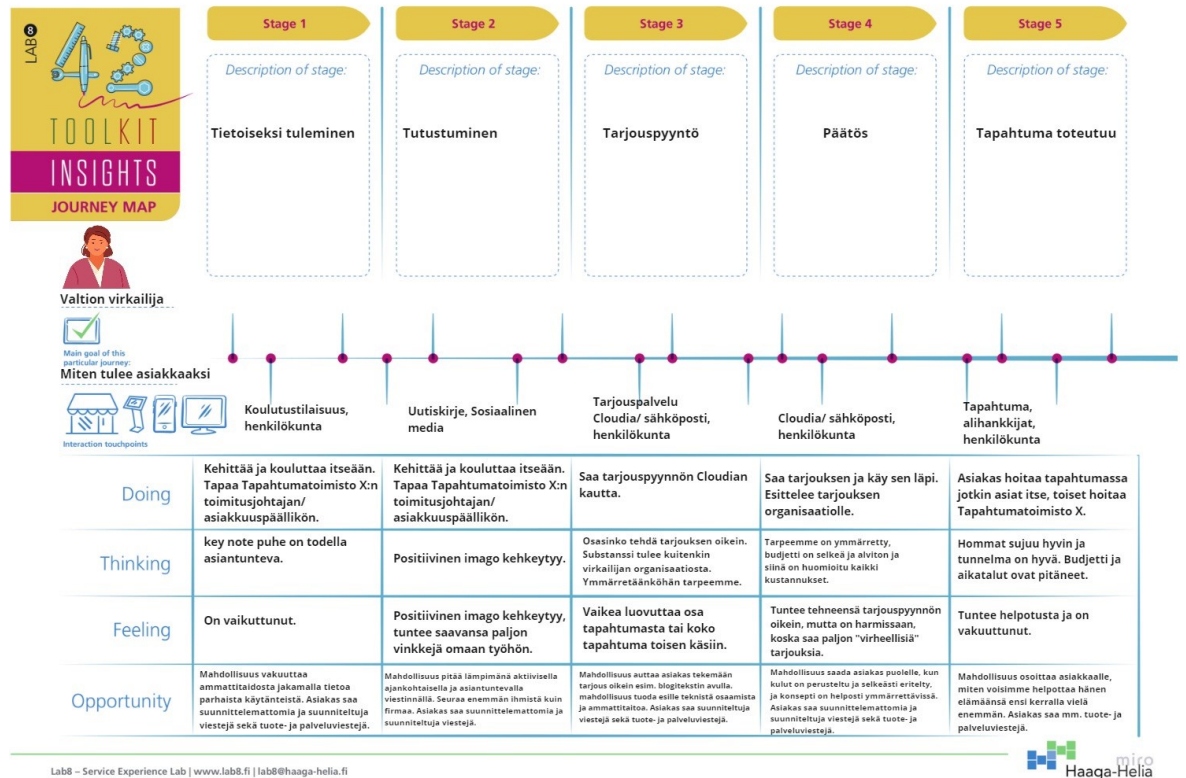 LAB8
TOOLKIT
INSIGHTS
JOURNEY MAP
Stage 1
Stage 2
Stage 3
Stage 4
Stage 5
Description of stage:
Description of stage:
Description of stage:
Description of stage:
Description of stage:
Tietoiseksi tuleminen
Tutustuminen
Tarjouspyyntö
Päätös
Tapahtuma toteutuu
Valtion virkailija
Main goal of this
particular journey:
Miten tulee asiakkaaksi
Interaction touchpoints
Koulutustilaisuus,
henkilökunta
Uutiskirje, Sosiaalinen
media
Tarjouspalvelu
Cloudia/ sähköposti,
henkilökunta
Cloudia/ sähköposti,
henkilökunta
Tapahtuma,
alihankkijat,
henkilökunta
Doing
Kehittää ja kouluttaa itseään.
Tapaa Tapahtumatoimisto X:n
toimitusjohtajan/
asiakkuuspäällikön.
Kehittää ja kouluttaa itseään.
Tapaa Tapahtumatoimisto X:n
toimitusjohtajan/
asiakkuuspäällikön.
Saa tarjouspyynnön Cloudian
kautta.
Saa tarjouksen ja käy sen läpi.
Esittelee tarjouksen
organisaatiolle.
Asiakas hoitaa tapahtumassa
jotkin asiat itse, toiset hoitaa
Tapahtumatoimisto X.
Thinking
key note puhe on todella
asiantunteva.
Positiivinen imago kehkeytyy.
Osasinko tehdä tarjouksen oikein.
Substanssi tulee kuitenkin
virkailijan organisaatiosta.
Ymmärretäänköhän tarpeemme.
Tarpeemme on ymmärretty,
budjetti on selkeä ja alviton ja
siinä on huomioitu kaikki
kustannukset.
Hommat sujuu hyvin ja
tunnelma on hyvä. Budjetti ja
aikatalut ovat pitäneet.
Feeling
On vaikuttunut.
Positiivinen imago kehkeytyy,
tuntee saavansa paljon
vinkkejä omaan työhön.
Vaikea luovuttaa osa
tapahtumasta tai koko
tapahtuma toisen käsiin.
Tuntee tehneensä tarjouspyynnön
oikein, mutta on harmissaan,
koska saa paljon "virheellisiä"
tarjouksia.
Tuntee helpotusta ja on
vakuuttunut.
Opportunity
Mahdollisuus vakuuttaa
ammattitaidosta jakamalla tietoa
parhaista käytänteistä. Asiakas saa
suunnittelemattomia ja suunniteltuja
viestejä sekä tuote- ja palveluviestejä.
Mahdollisuus pitää lämpimänä aktiivisella
ajankohtaisella ja asiantuntevalla
viestinnällä. Seuraa enemmän ihmistä kuin
firmaa. Asiakas saa suunnittelemattomia ja
suunniteltuja viestejä.
Mahdollisuus auttaa asiakas tekemään
tarjous oikein esim. blogitekstin avulla.
mahdollisuus tuoda esille teknistä osaamista
ja ammattitaitoa. Asiakas saa suunniteltuja
viestejä sekä tuote- ja palveluviestejä.
Mahdollisuus saada asiakas puolelle, kun
kulut on perusteltu ja selkeästi eritelty,
ja konsepti on helposti ymmärrettävissä.
Asiakas saa suunnittelemattomia ja
suunniteltuja viestejä sekä tuote- ja
palveluviestejä.
Mahdollisuus osoittaa asiakkaalle,
miten voisimme helpottaa hänen
elämäänsä ensi kerralla vielä
enemmän. Asiakas saa mm. tuote- ja
palveluviestejä.
Lab8 – Service Experience Lab | www.lab8.fi | lab8@haaga-helia.fi
miro
Haaga-Helia